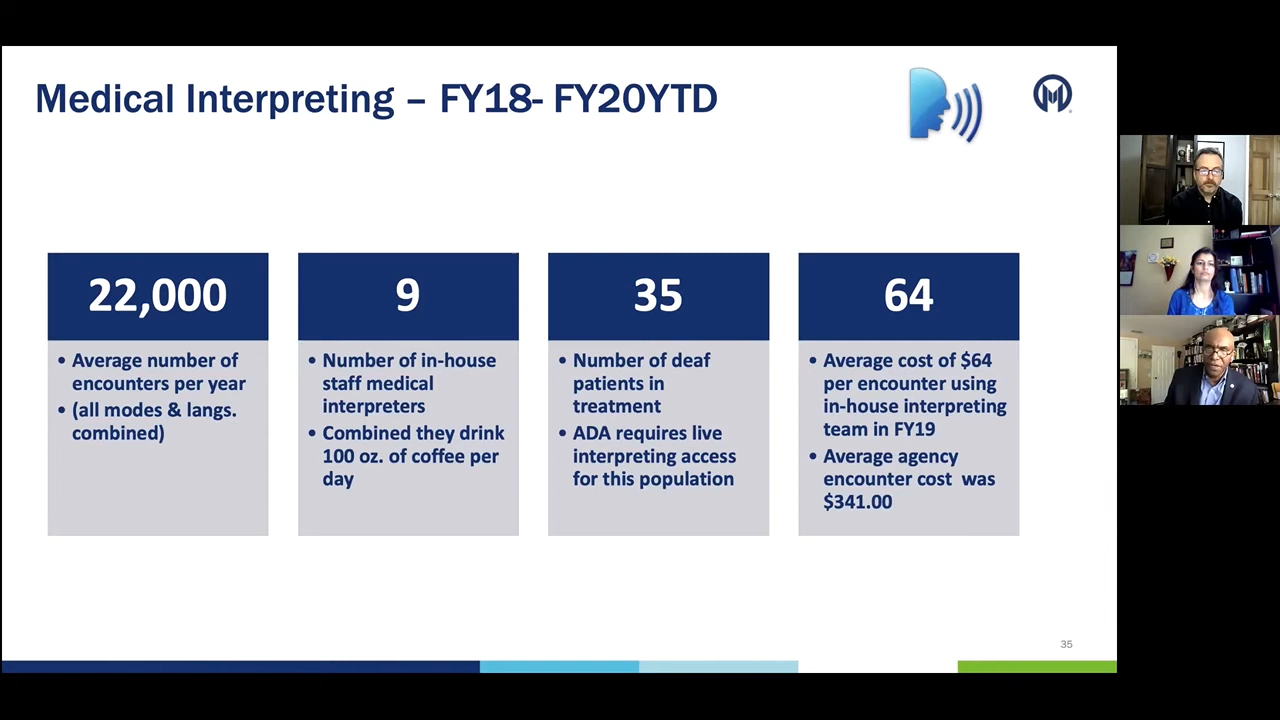 Medical Interpreting – FY18- FY20YTD
22,000
• Average number of
encounters per year
• (all modes & langs.
combined)
9
• Number of in-house
staff medical
interpreters
• Combined they drink
100 oz. of coffee per
day
35
• Number of deaf
patients in
treatment
• ADA requires live
interpreting access
for this population
64
• Average cost of $64
per encounter using
in-house interpreting
team in FY19
• Average agency
encounter cost was
$341.00
35